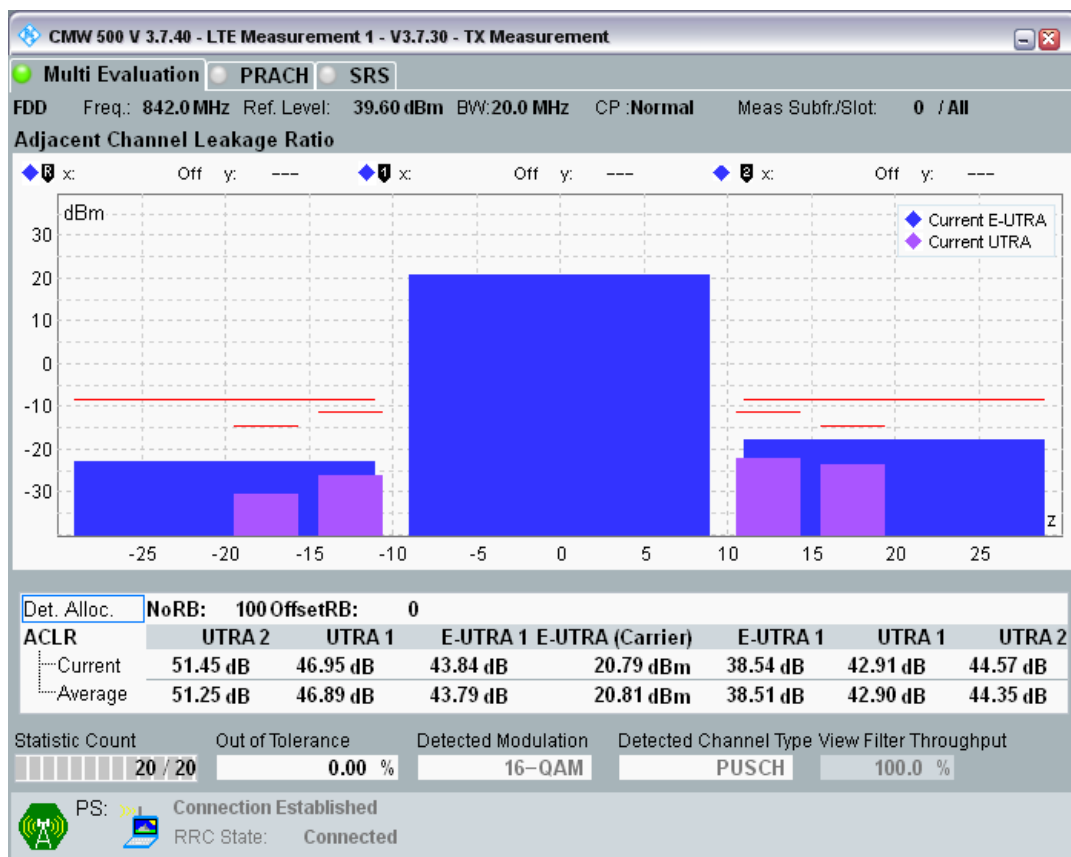 CMW 500 V 3.7.40 - LTE Measurement 1 - V3.7.30 - TX Measurement
Multi Evaluation PRACH SRS
FDD Freq.: 842.0 MHz Ref. Level: 39.60 dBm BW:20.0 MHz CP :Normal Meas Subfr./Slot: 0 / All
Adjacent Channel Leakage Ratio
R x: Off y: --- 1 x: Off y: --- 2 x: Off y: ---
dBm
Current E-UTRA
Current UTRA
30
20
10
0
-10
-20
-30
z
-25 -20 -15 -10 -5 0 5 10 15 20 25
Det. Alloc. NoRB: 100 OffsetRB: 0
ACLR UTRA 2 UTRA 1 E-UTRA 1 E-UTRA (Carrier) E-UTRA 1 UTRA 1 UTRA 2
Current 51.45 dB 46.95 dB 43.84 dB 20.79 dBm 38.54 dB 42.91 dB 44.57 dB
Average 51.25 dB 46.89 dB 43.79 dB 20.81 dBm 38.51 dB 42.90 dB 44.35 dB
Statistic Count Out of Tolerance Detected Modulation Detected Channel Type View Filter Throughput
20 / 20 0.00 % 16-QAM PUSCH 100.0 %
PS: Connection Established
RRC State: Connected